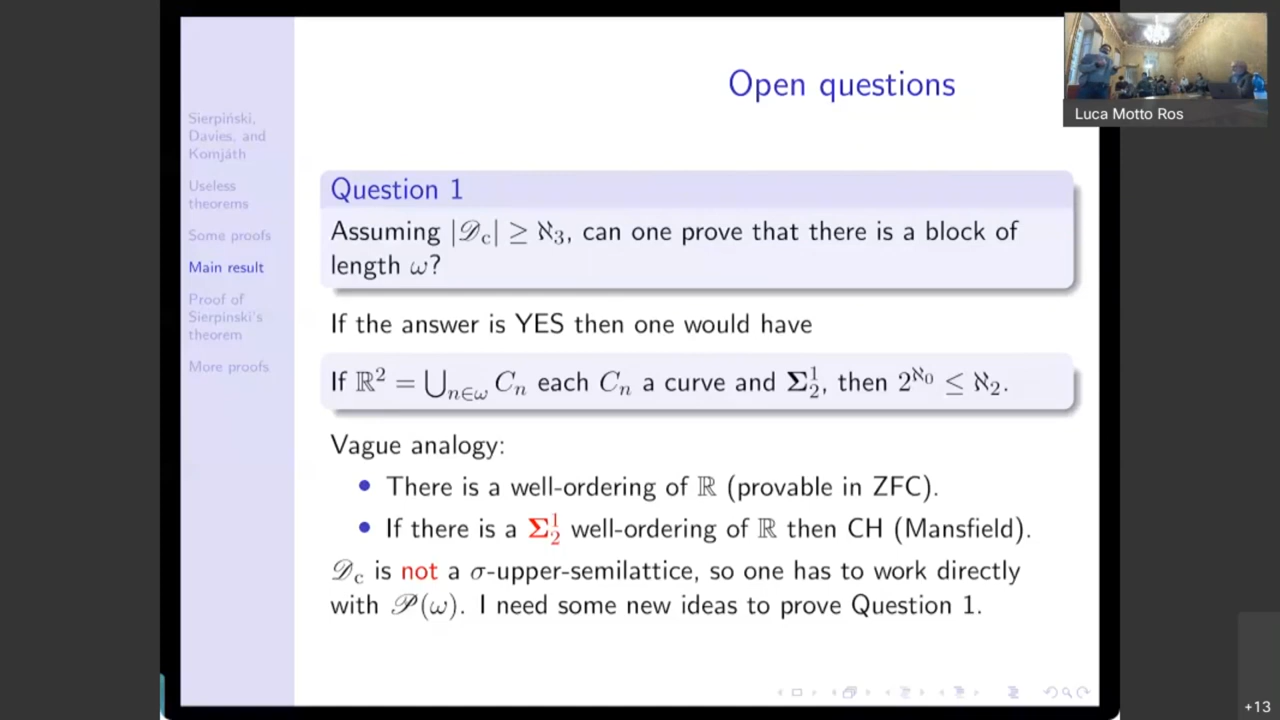 Open questions
Luca Motto Ros
Sierpiński,
Davies, and
Komjáth
Useless
theorems
Some proofs
Main result
Proof of
Sierpinski's
theorem
More proofs
Question 1
Assuming |𝒟c| ≥ ℵ₃, can one prove that there is a block of
length ω?
If the answer is YES then one would have
If ℝ² = ⋃n∈ω Cn each Cn a curve and Σ¹₂, then 2^ℵ₀ ≤ ℵ₂.
Vague analogy:
• There is a well-ordering of ℝ (provable in ZFC).
• If there is a Σ¹₂ well-ordering of ℝ then CH (Mansfield).
𝒟c is not a σ-upper-semilattice, so one has to work directly
with 𝒫(ω). I need some new ideas to prove Question 1.
+13